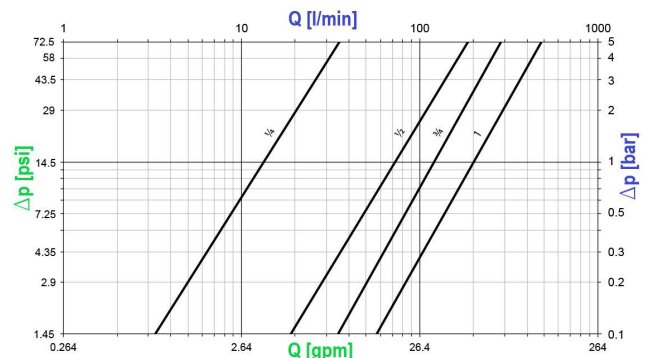 Q [l/min]
1 10 100 1000
72.5 5
58 4
43.5 3
29 2
¼ ½ ¾ 1
14.5 1
Δp [psi] Δp [bar]
7.25 0.5
4.35 0.3
2.9 0.2
1.45 0.1
0.264 2.64 26.4 264
Q [gpm]